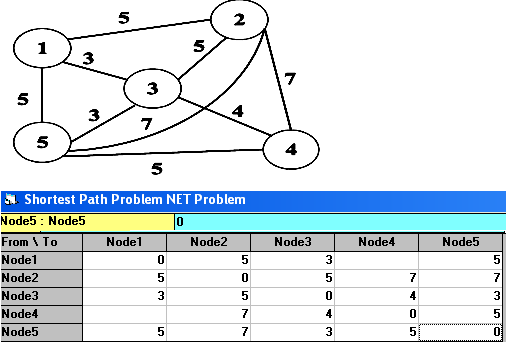 5
2
1
3
5
3
7
5
3
4
3
7
5
4
5
Shortest Path Problem NET Problem
Node5 : Node5 0
From \ To Node1 Node2 Node3 Node4 Node5
Node1 0 5 3 5
Node2 5 0 5 7 7
Node3 3 5 0 4 3
Node4 7 4 0 5
Node5 5 7 3 5 0